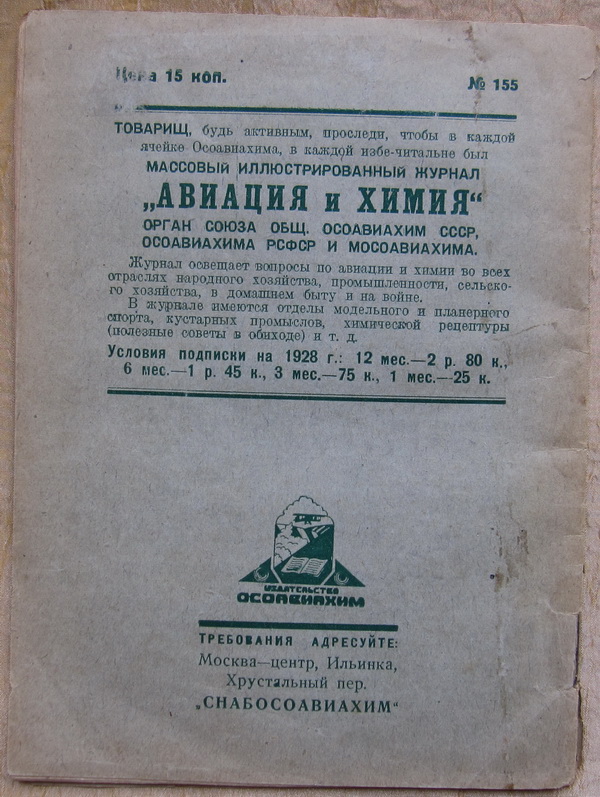 Цена 15 коп.
№ 155
ТОВАРИЩ, будь активным, проследи, чтобы в каждой
ячейке Осоавиахима, в каждой избе-читальне был
МАССОВЫЙ ИЛЛЮСТРИРОВАННЫЙ ЖУРНАЛ
„АВИАЦИЯ и ХИМИЯ“
ОРГАН СОЮЗА ОБЩ. ОСОАВИАХИМ СССР,
ОСОАВИАХИМА РСФСР И МОСОАВИАХИМА.
Журнал освещает вопросы по авиации и химии во всех
отраслях народного хозяйства, промышленности, сельско-
го хозяйства, в домашнем быту и на войне.
В журнале имеются отделы модельного и планерного
спорта, кустарных промыслов, химической рецептуры
(полезные советы в обиходе) и т. д.
Условия подписки на 1928 г.: 12 мес.—2 р. 80 к.,
6 мес.—1 р. 45 к., 3 мес.—75 к., 1 мес.—25 к.
ИЗДАТЕЛЬСТВО
ОСОАВИАХИМ
ТРЕБОВАНИЯ АДРЕСУЙТЕ:
Москва—центр, Ильинка,
Хрустальный пер.
„СНАБОСОАВИАХИМ“